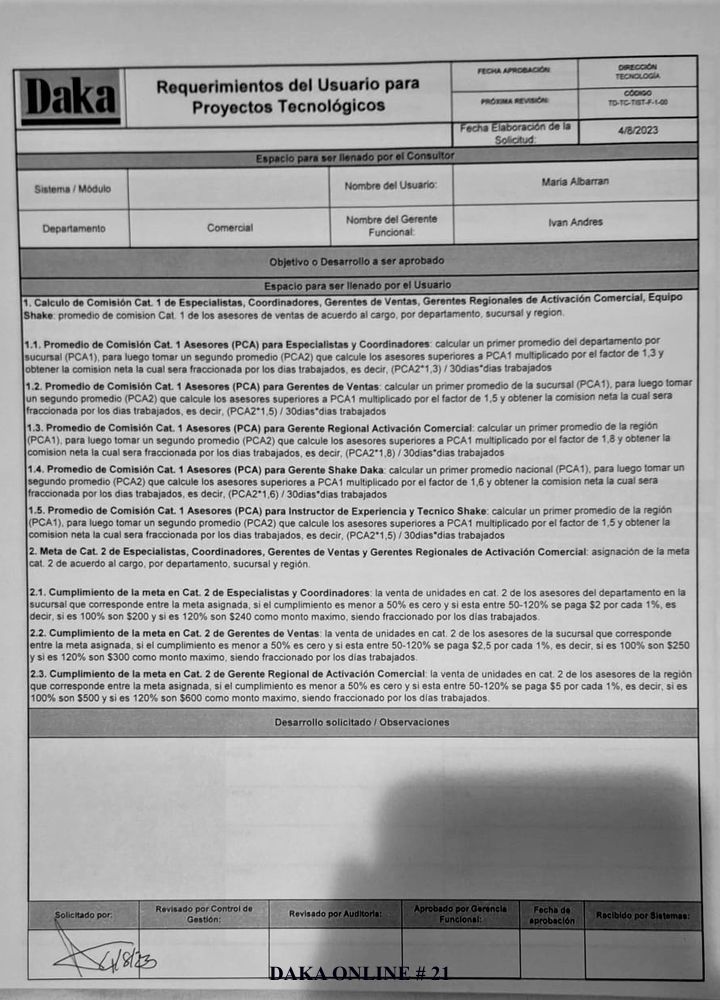 Daka
Requerimientos del Usuario para
Proyectos Tecnológicos
FECHA APROBACIÓN:
DIRECCIÓN
TECNOLOGÍA
PRÓXIMA REVISIÓN:
CÓDIGO
TD-TC-TIST-F-1-00
Fecha Elaboración de la
Solicitud:
4/8/2023
Espacio para ser llenado por el Consultor
Sistema / Módulo
Nombre del Usuario:
Maria Albarran
Departamento
Comercial
Nombre del Gerente
Funcional:
Ivan Andres
Objetivo o Desarrollo a ser aprobado
Espacio para ser llenado por el Usuario
1. Calculo de Comisión Cat. 1 de Especialistas, Coordinadores, Gerentes de Ventas, Gerentes Regionales de Activación Comercial, Equipo
Shake: promedio de comision Cat. 1 de los asesores de ventas de acuerdo al cargo, por departamento, sucursal y region.
1.1. Promedio de Comisión Cat. 1 Asesores (PCA) para Especialistas y Coordinadores: calcular un primer promedio del departamento por
sucursal (PCA1), para luego tomar un segundo promedio (PCA2) que calcule los asesores superiores a PCA1 multiplicado por el factor de 1,3 y
obtener la comision neta la cual sera fraccionada por los dias trabajados, es decir, (PCA2*1,3) / 30dias*dias trabajados
1.2. Promedio de Comisión Cat. 1 Asesores (PCA) para Gerentes de Ventas: calcular un primer promedio de la sucursal (PCA1), para luego tomar
un segundo promedio (PCA2) que calcule los asesores superiores a PCA1 multiplicado por el factor de 1,5 y obtener la comision neta la cual sera
fraccionada por los dias trabajados, es decir, (PCA2*1,5) / 30dias*dias trabajados
1.3. Promedio de Comisión Cat. 1 Asesores (PCA) para Gerente Regional Activación Comercial: calcular un primer promedio de la región
(PCA1), para luego tomar un segundo promedio (PCA2) que calcule los asesores superiores a PCA1 multiplicado por el factor de 1,8 y obtener la
comisión neta la cual sera fraccionada por los dias trabajados, es decir, (PCA2*1,8) / 30dias*dias trabajados
1.4. Promedio de Comisión Cat. 1 Asesores (PCA) para Gerente Shake Daka: calcular un primer promedio nacional (PCA1), para luego tomar un
segundo promedio (PCA2) que calcule los asesores superiores a PCA1 multiplicado por el factor de 1,6 y obtener la comision neta la cual sera
fraccionada por los dias trabajados, es decir, (PCA2*1,6) / 30dias*dias trabajados
1.5. Promedio de Comisión Cat. 1 Asesores (PCA) para Instructor de Experiencia y Tecnico Shake: calcular un primer promedio de la región
(PCA1), para luego tomar un segundo promedio (PCA2) que calcule los asesores superiores a PCA1 multiplicado por el factor de 1,5 y obtener la
comision neta la cual sera fraccionada por los dias trabajados, es decir, (PCA2*1,5) / 30dias*dias trabajados
2. Meta de Cat. 2 de Especialistas, Coordinadores, Gerentes de Ventas y Gerentes Regionales de Activación Comercial: asignación de la meta
cat. 2 de acuerdo al cargo, por departamento, sucursal y región.
2.1. Cumplimiento de la meta en Cat. 2 de Especialistas y Coordinadores: la venta de unidades en cat. 2 de los asesores del departamento en la
sucursal que corresponde entre la meta asignada, si el cumplimiento es menor a 50% es cero y si esta entre 50-120% se paga $2 por cada 1%, es
decir, si es 100% son $200 y si es 120% son $240 como monto maximo, siendo fraccionado por los días trabajados.
2.2. Cumplimiento de la meta en Cat. 2 de Gerentes de Ventas: la venta de unidades en cat. 2 de los asesores de la sucursal que corresponde
entre la meta asignada, si el cumplimiento es menor a 50% es cero y si esta entre 50-120% se paga $2,5 por cada 1%, es decir, si es 100% son $250
y si es 120% son $300 como monto maximo, siendo fraccionado por los días trabajados.
2.3. Cumplimiento de la meta en Cat. 2 de Gerente Regional de Activación Comercial: la venta de unidades en cat. 2 de los asesores de la región
que corresponde entre la meta asignada, si el cumplimiento es menor a 50% es cero y si esta entre 50-120% se paga $5 por cada 1%, es decir, si es
100% son $500 y si es 120% son $600 como monto maximo, siendo fraccionado por los días trabajados.
Desarrollo solicitado / Observaciones
Solicitado por:
Revisado por Control de
Gestión:
Revisado por Auditoria:
Aprobado por Gerencia
Funcional:
Fecha de
aprobación
Recibido por Sistemas:
4/8/23
DAKA ONLINE # 21